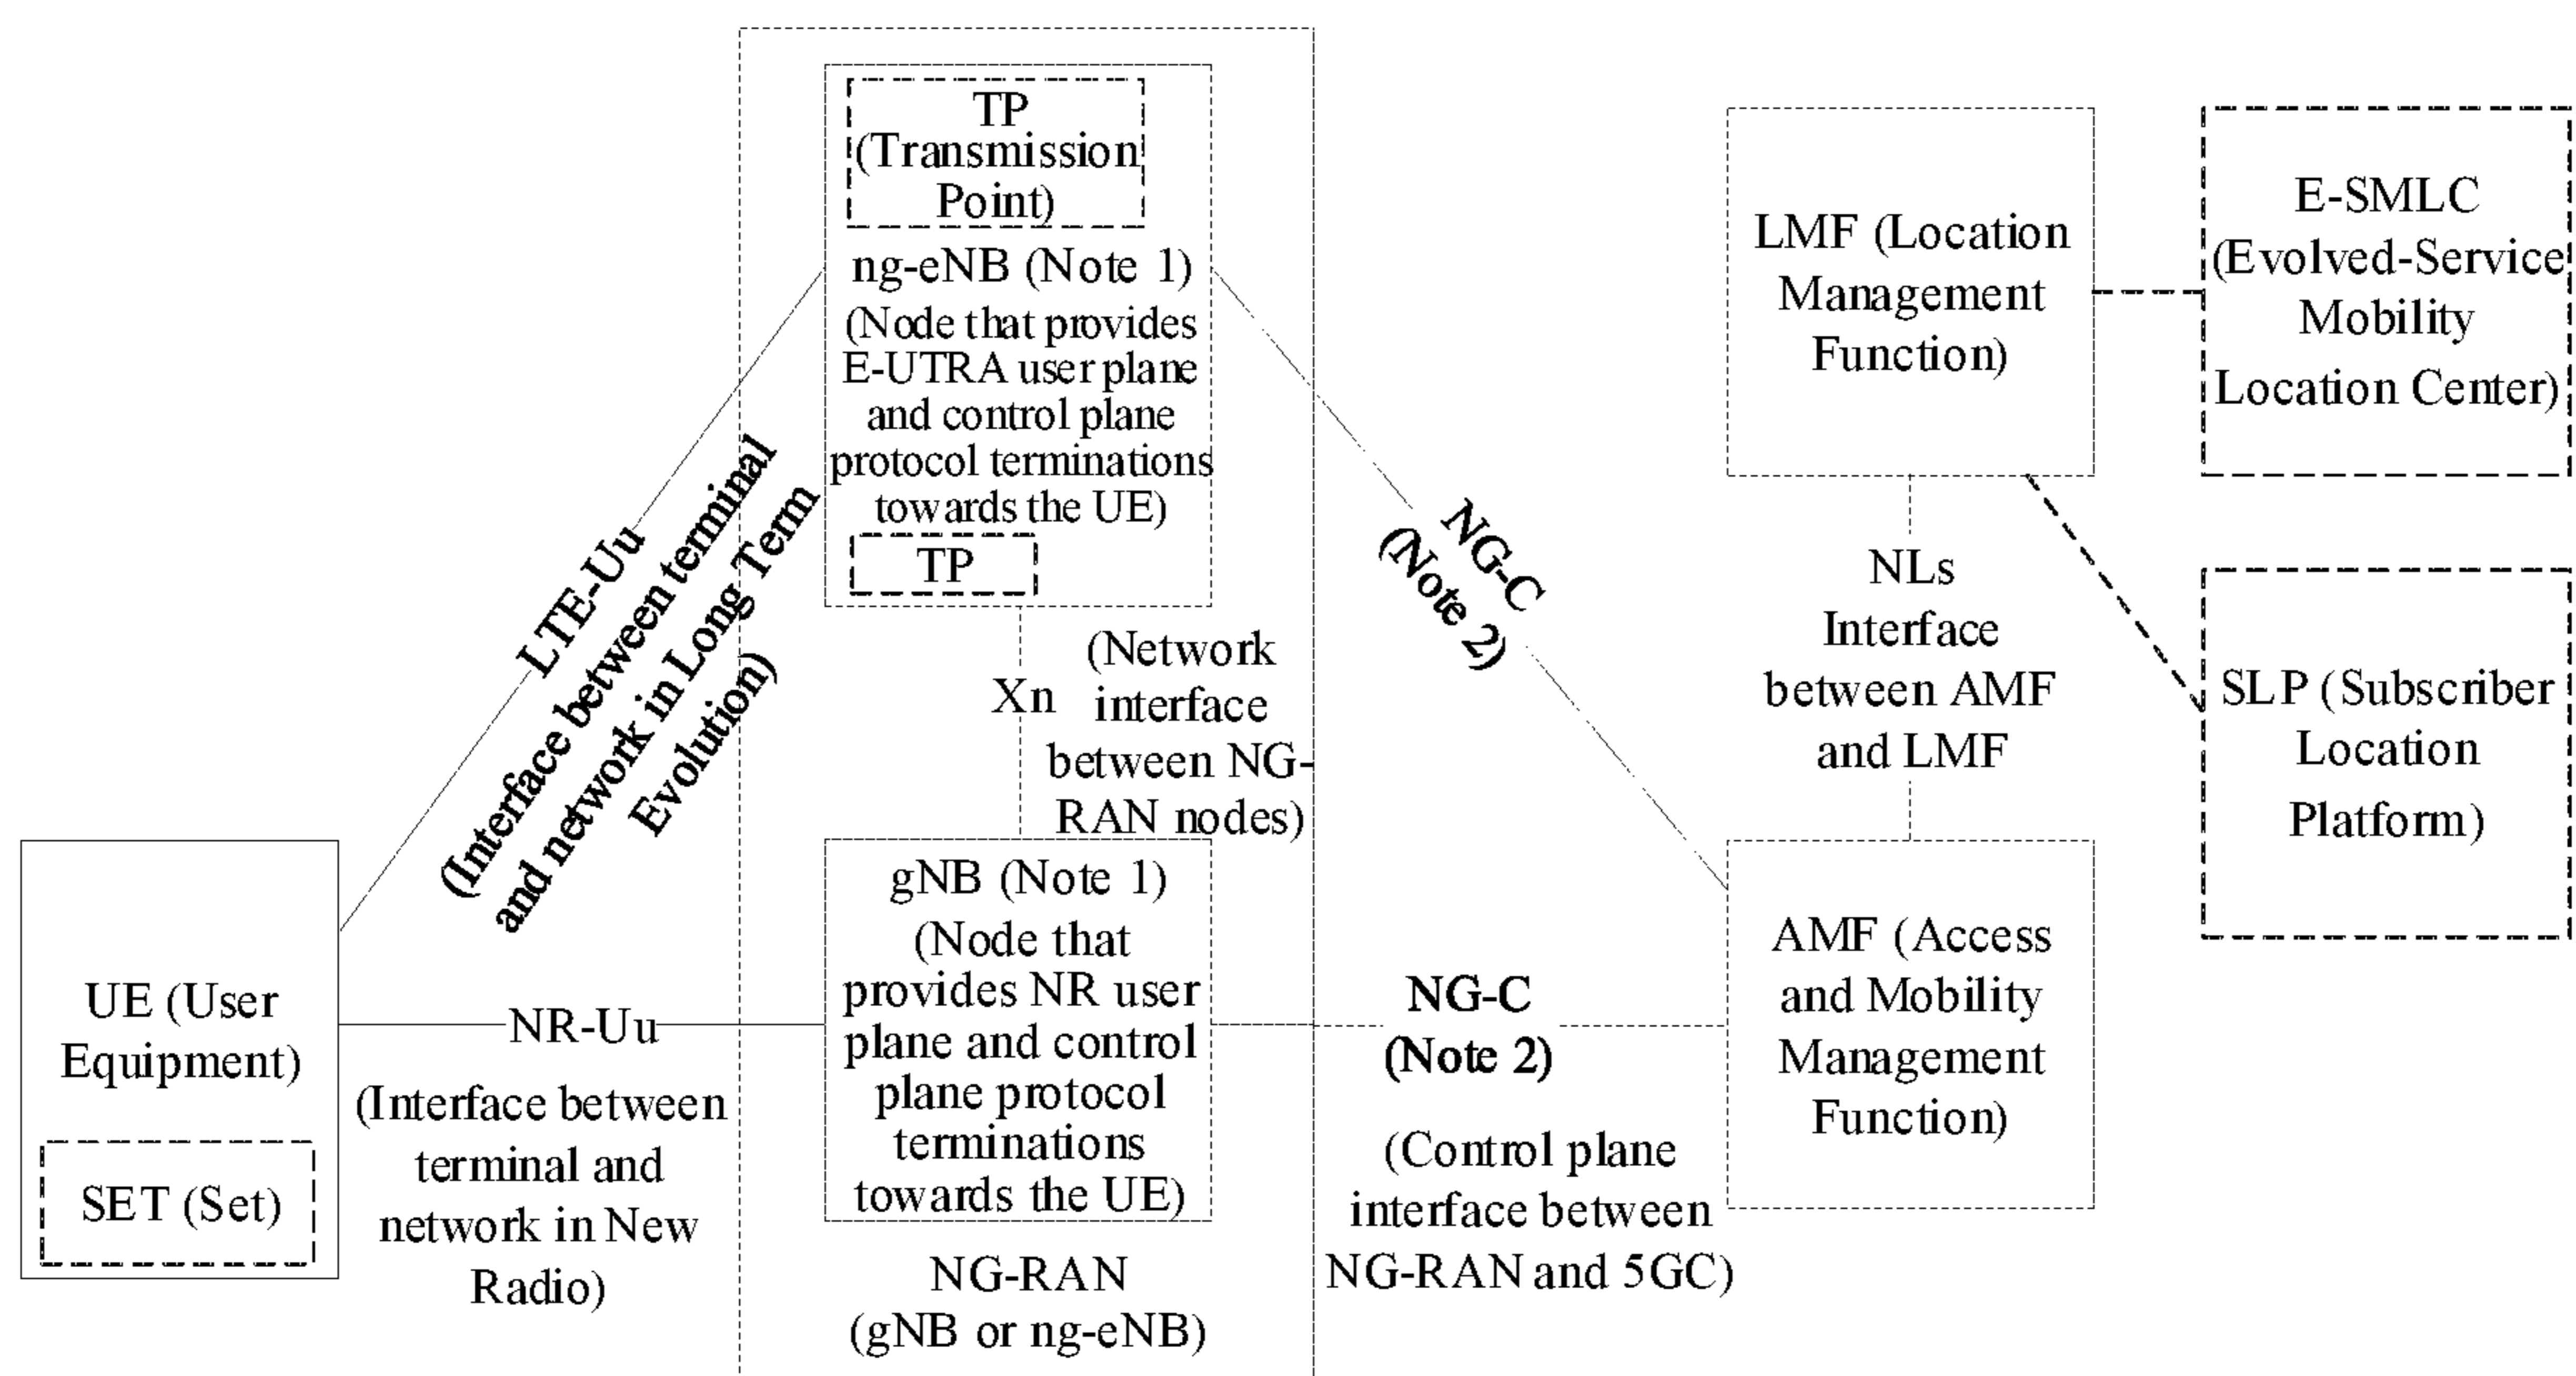 TP
(Transmission
Point)
ng-eNB (Note 1)
(Node that provides
E-UTRA user plane
and control plane
protocol terminations
towards the UE)
TP
LTE-Uu
(Interface between terminal
and network in Long Term
Evolution)
Xn
(Network
interface
between NG-
RAN nodes)
NG-C
(Note 2)
LMF (Location
Management
Function)
E-SMLC
(Evolved-Service
Mobility
Location Center)
NLs
Interface
between AMF
and LMF
SLP (Subscriber
Location
Platform)
UE (User
Equipment)
SET (Set)
NR-Uu
(Interface between
terminal and
network in New
Radio)
gNB (Note 1)
(Node that
provides NR user
plane and control
plane protocol
terminations
towards the UE)
NG-RAN
(gNB or ng-eNB)
NG-C
(Note 2)
(Control plane
interface between
NG-RAN and 5GC)
AMF (Access
and Mobility
Management
Function)